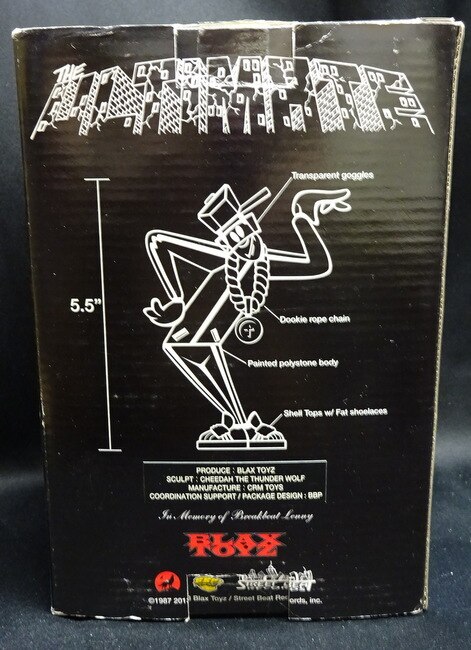 THE
Transparent goggles
5.5"
Dookie rope chain
Painted polystone body
Shell Tops w/ Fat shoelaces
PRODUCE : BLAX TOYZ
SCULPT : CHEEDAH THE THUNDER WOLF
MANUFACTURE : CRM TOYS
COORDINATION SUPPORT / PACKAGE DESIGN : BBP
In Memory of Breakbeat Lenny
BLAX
TOYZ
STREET BEAT
©1987 Blax Toyz / Street Beat Records, inc.